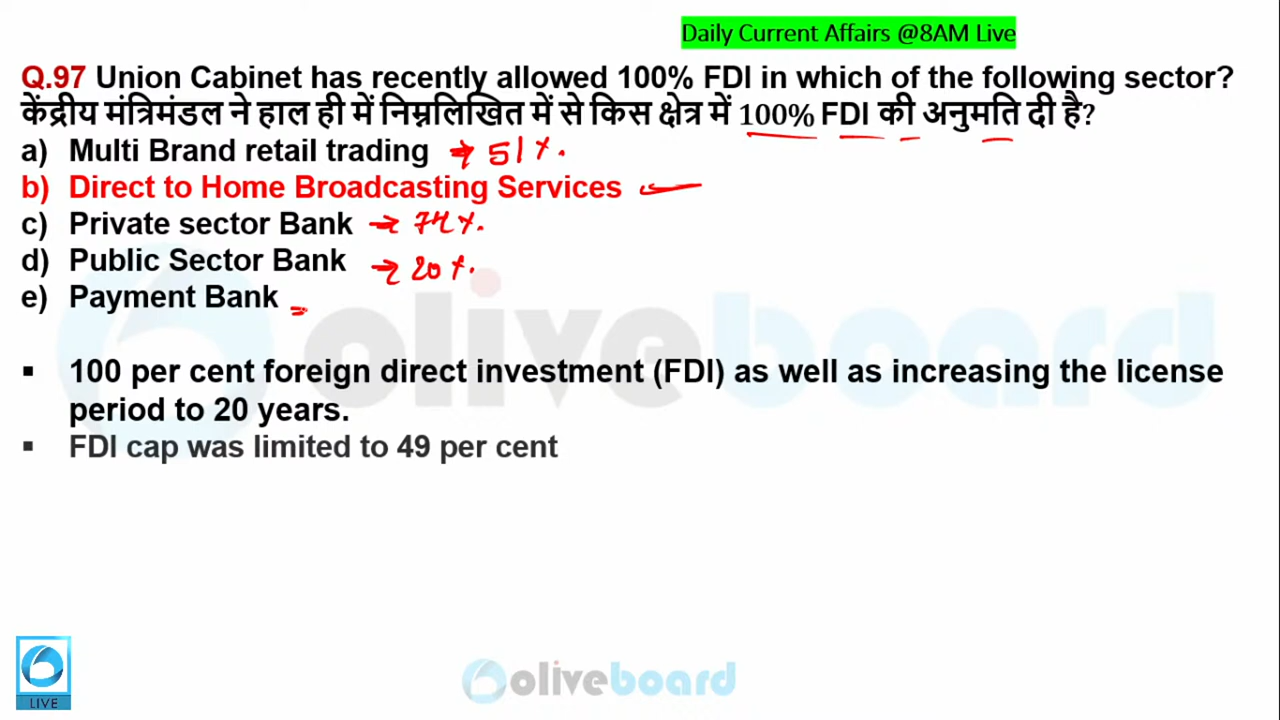 Daily Current Affairs @8AM Live
Q.97 Union Cabinet has recently allowed 100% FDI in which of the following sector?
केंद्रीय मंत्रिमंडल ने हाल ही में निम्नलिखित में से किस क्षेत्र में 100% FDI की अनुमति दी है?
a) Multi Brand retail trading → 51%.
b) Direct to Home Broadcasting Services
c) Private sector Bank → 74%.
d) Public Sector Bank → 20%.
e) Payment Bank
oliveboard
▪ 100 per cent foreign direct investment (FDI) as well as increasing the license
period to 20 years.
▪ FDI cap was limited to 49 per cent
LIVE
oliveboard